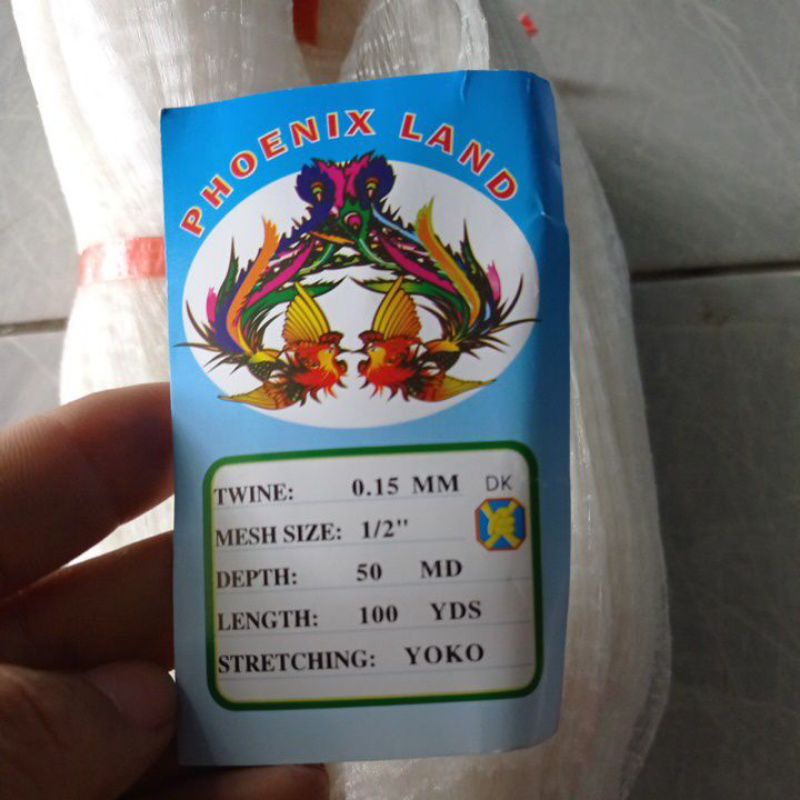 PHOENIX LAND
TWINE: 0.15 MM DK
MESH SIZE: 1/2"
DEPTH: 50 MD
LENGTH: 100 YDS
STRETCHING: YOKO